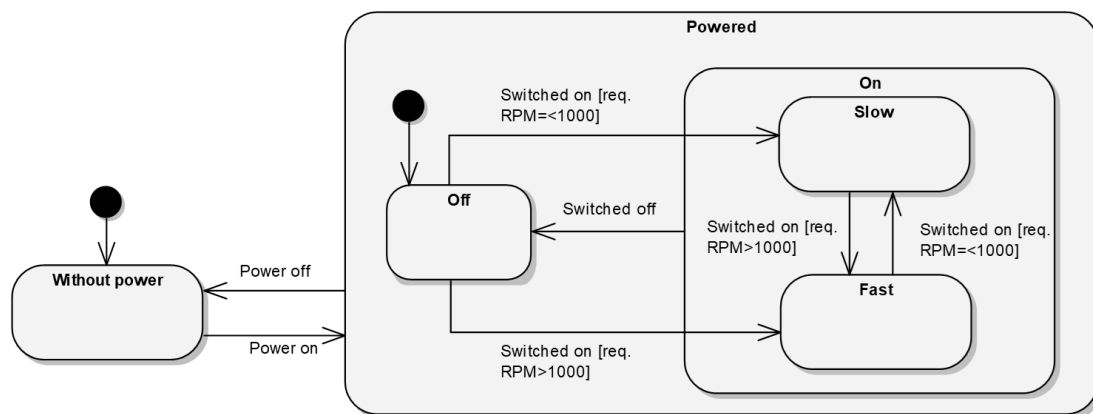 Powered
On
Slow
Switched on [req.
RPM=<1000]
Off
Switched off
Switched on [req.
RPM>1000]
Switched on [req.
RPM=<1000]
Without power
Power off
Power on
Fast
Switched on [req.
RPM>1000]